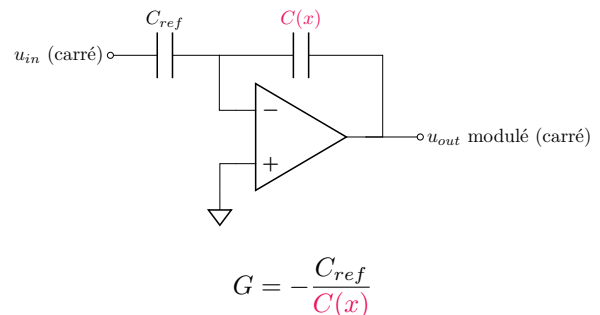 C_ref C(x)
u_in (carré) u_out modulé (carré)
−
+
G = − C_ref / C(x)